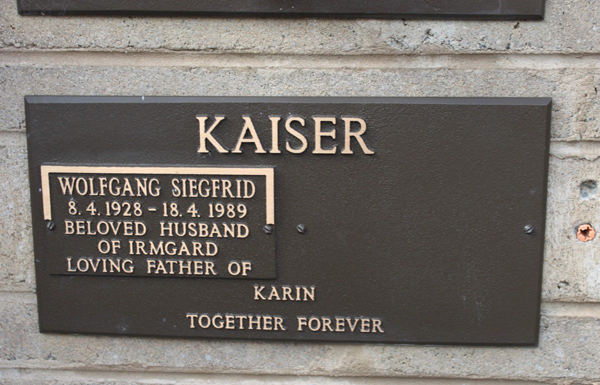 KAISER
WOLFGANG SIEGFRID
8. 4. 1928 - 18. 4. 1989
BELOVED HUSBAND
OF IRMGARD
LOVING FATHER OF
KARIN
TOGETHER FOREVER